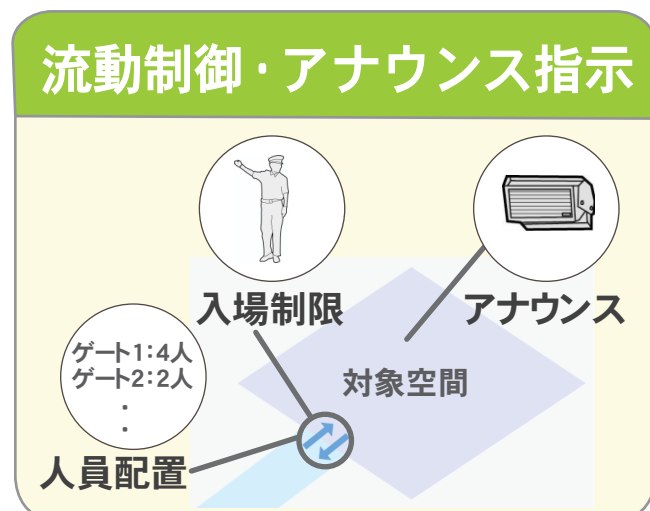 流動制御・アナウンス指示
入場制限
アナウンス
ゲート1:4人
ゲート2:2人
・
・
対象空間
人員配置